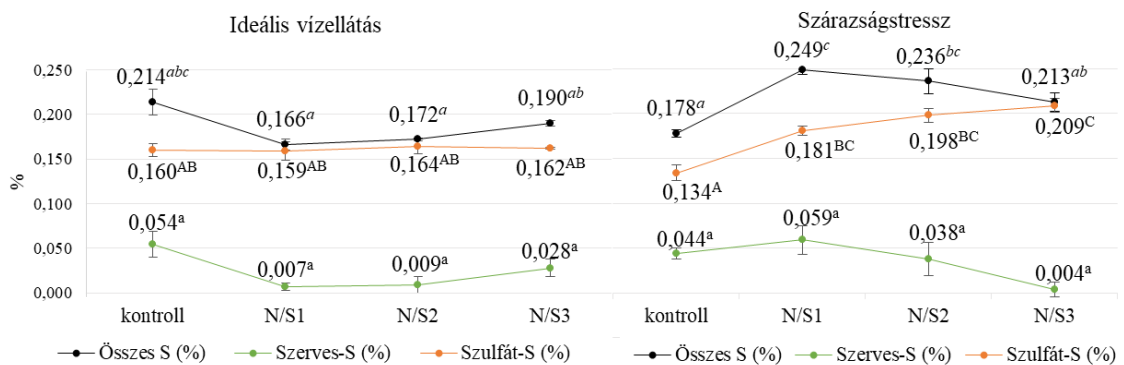 Ideális vízellátás
0,250
0,200
0,150
0,100
0,050
0,000
%
0,214abc
0,166a
0,172a
0,190ab
0,160AB
0,159AB
0,164AB
0,162AB
0,054a
0,007a
0,009a
0,028a
kontroll N/S1 N/S2 N/S3
Összes S (%) Szerves-S (%) Szulfát-S (%)
Szárazságstressz
0,178a
0,249c
0,236bc
0,213ab
0,134A
0,181BC
0,198BC
0,209C
0,044a
0,059a
0,038a
0,004a
kontroll N/S1 N/S2 N/S3
Összes S (%) Szerves-S (%) Szulfát-S (%)